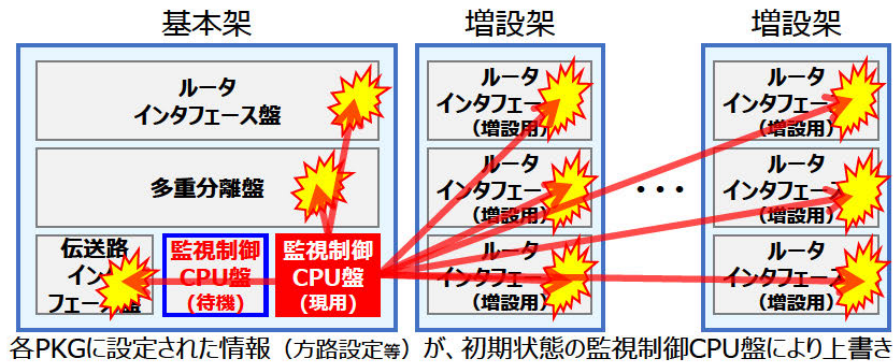 基本架
増設架
増設架
ルータ
インタフェース盤
多重分離盤
伝送路
イン
フェース盤
監視制御
CPU盤
(待機)
監視制御
CPU盤
(現用)
ルータ
インタフェー
(増設用)
ルータ
インタフェー
(増設用)
ルータ
インタフェー
(増設用)
・・・
ルータ
インタフェース
(増設用)
ルータ
インタフェース
(増設用)
ルータ
インタフェース
(増設用)
各PKGに設定された情報（方路設定等）が、初期状態の監視制御CPU盤により上書き